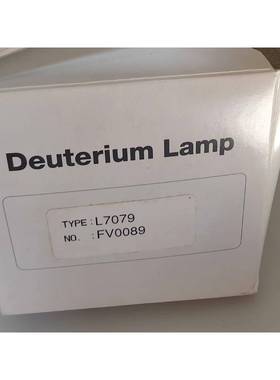 Deuterium Lamp
TYPE : L7079
NO. : FV0089